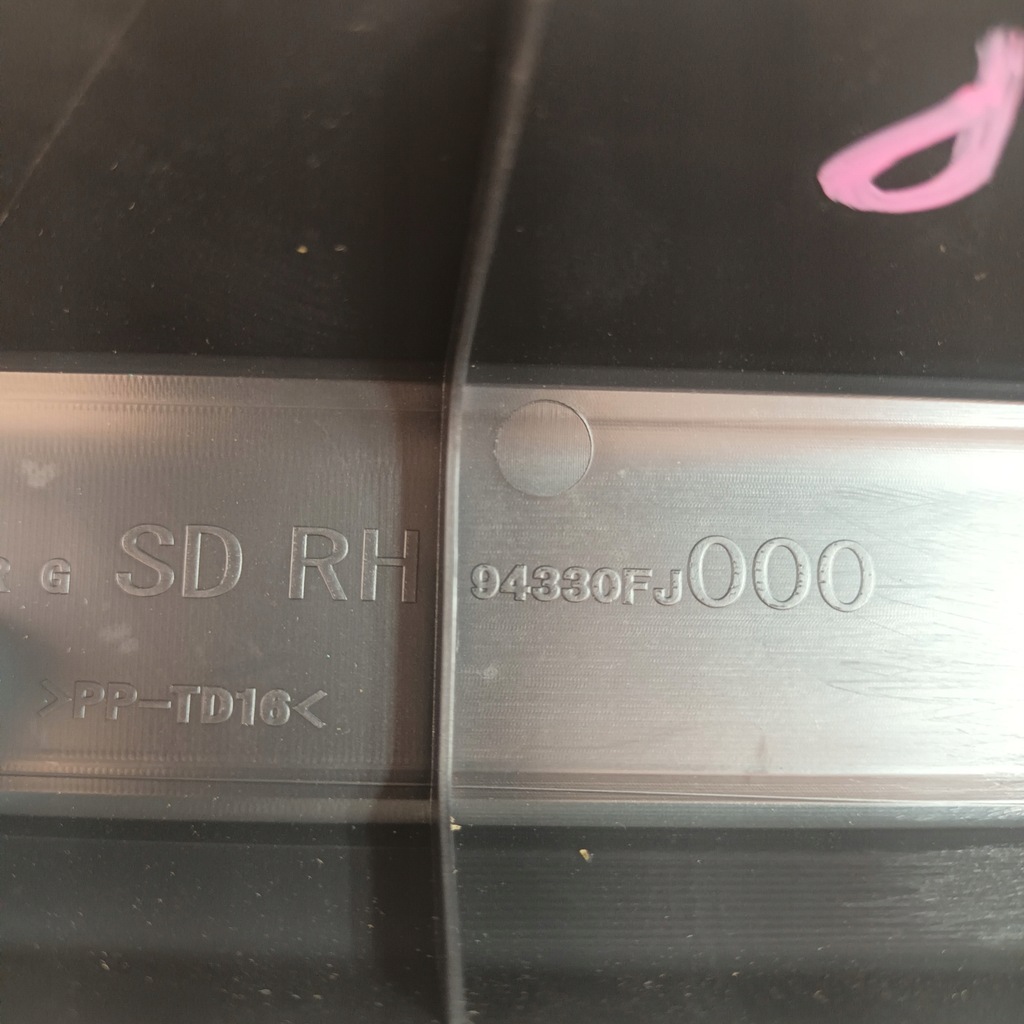 R G SD RH 94330FJ000
>PP-TD16<